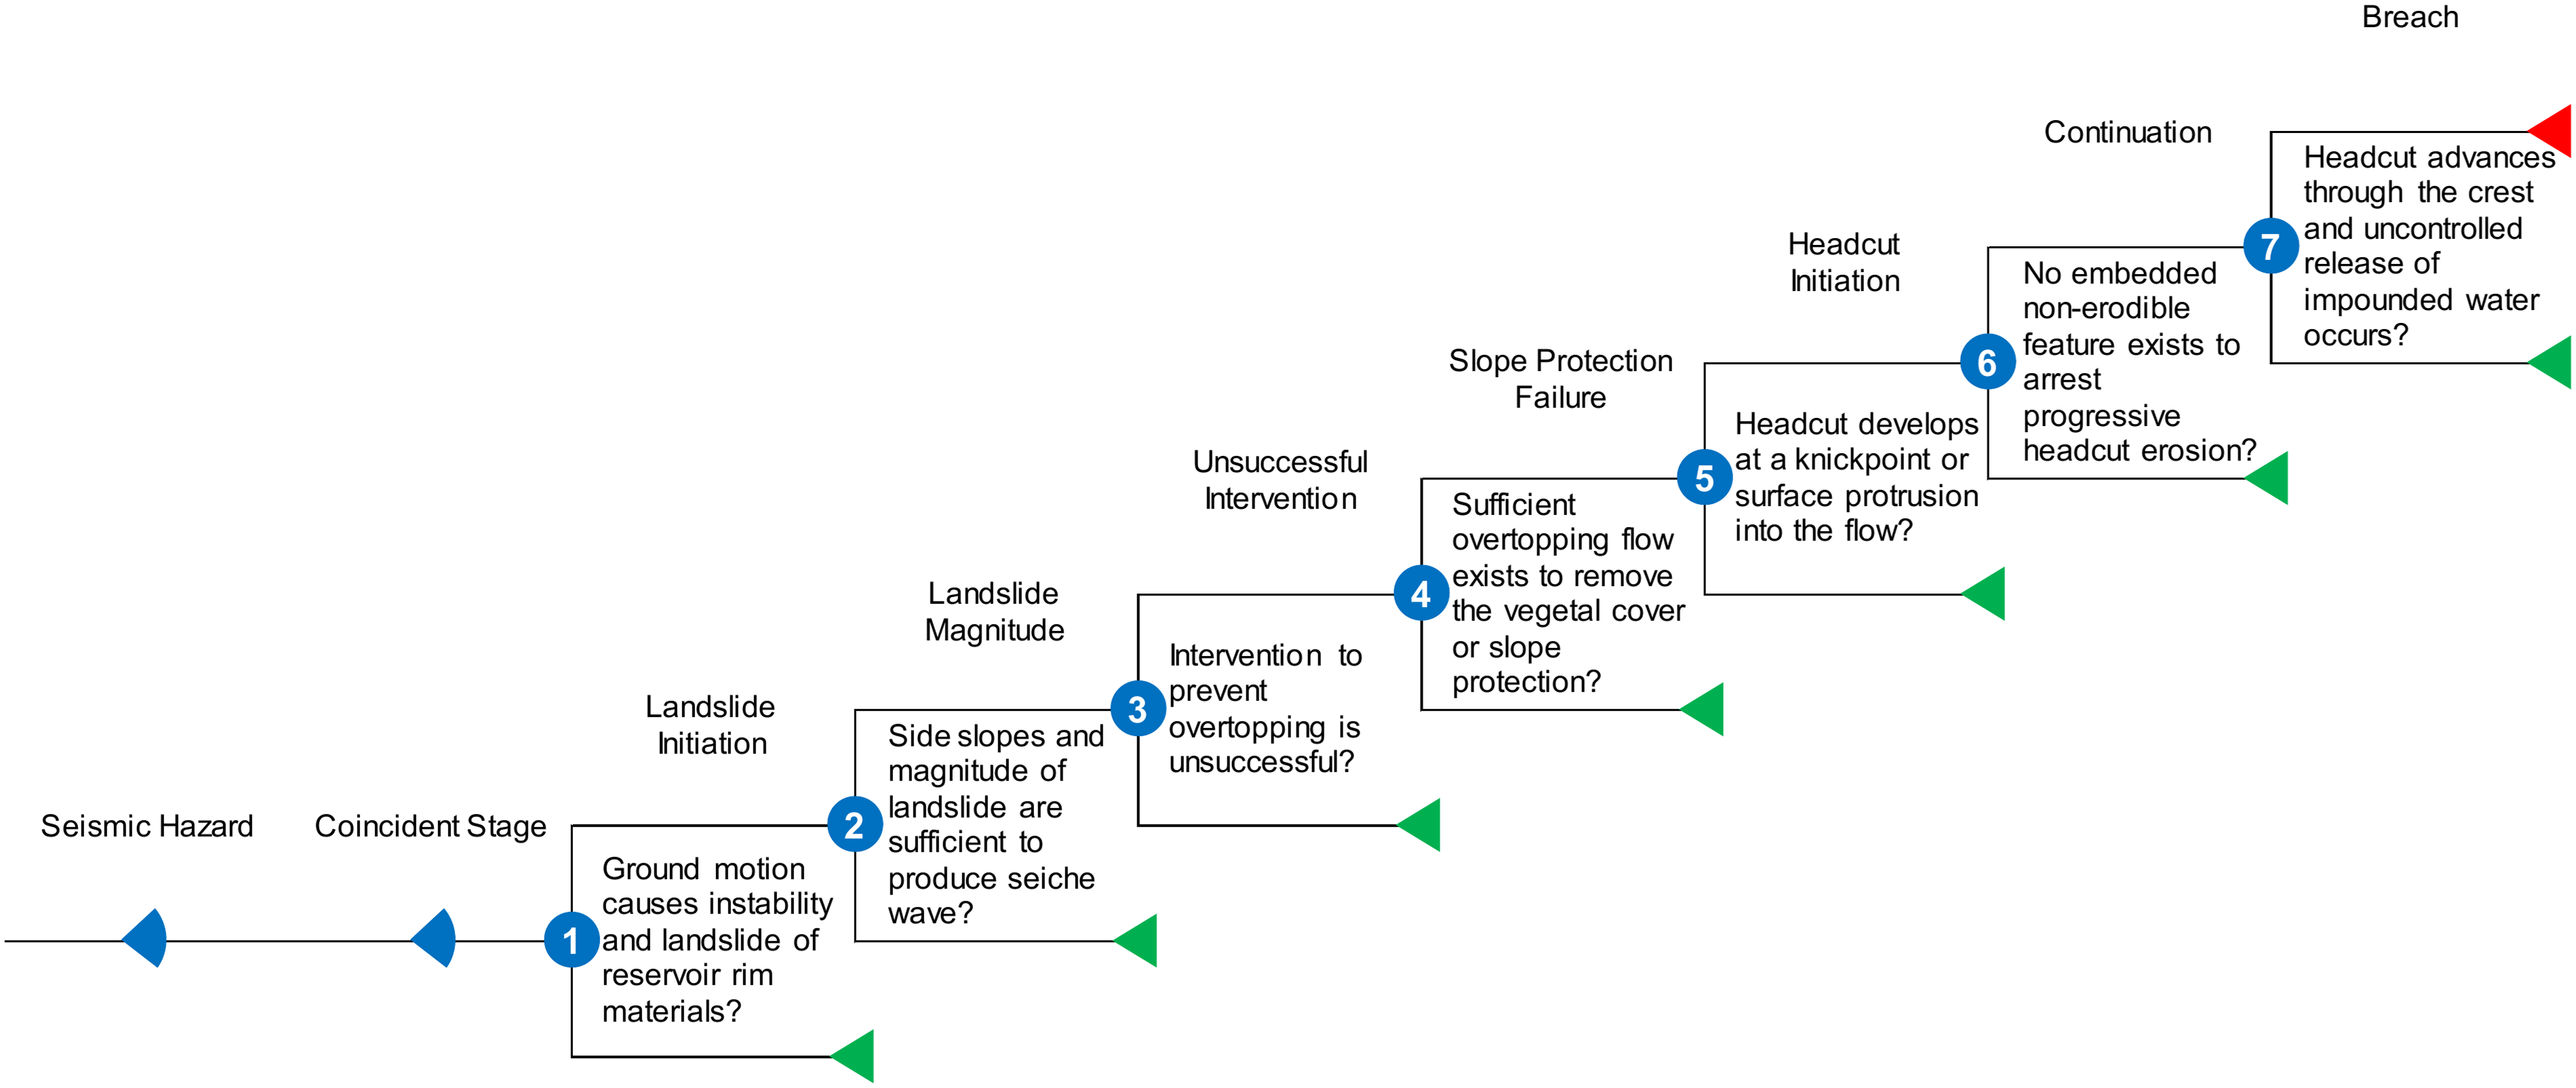 Seismic Hazard
Coincident Stage
1
Landslide
Initiation
Ground motion
causes instability
and landslide of
reservoir rim
materials?
2
Landslide
Magnitude
Side slopes and
magnitude of
landslide are
sufficient to
produce seiche
wave?
3
Unsuccessful
Intervention
Intervention to
prevent
overtopping is
unsuccessful?
4
Slope Protection
Failure
Sufficient
overtopping flow
exists to remove
the vegetal cover
or slope
protection?
5
Headcut
Initiation
Headcut develops
at a knickpoint or
surface protrusion
into the flow?
6
Continuation
No embedded
non-erodible
feature exists to
arrest
progressive
headcut erosion?
7
Breach
Headcut advances
through the crest
and uncontrolled
release of
impounded water
occurs?